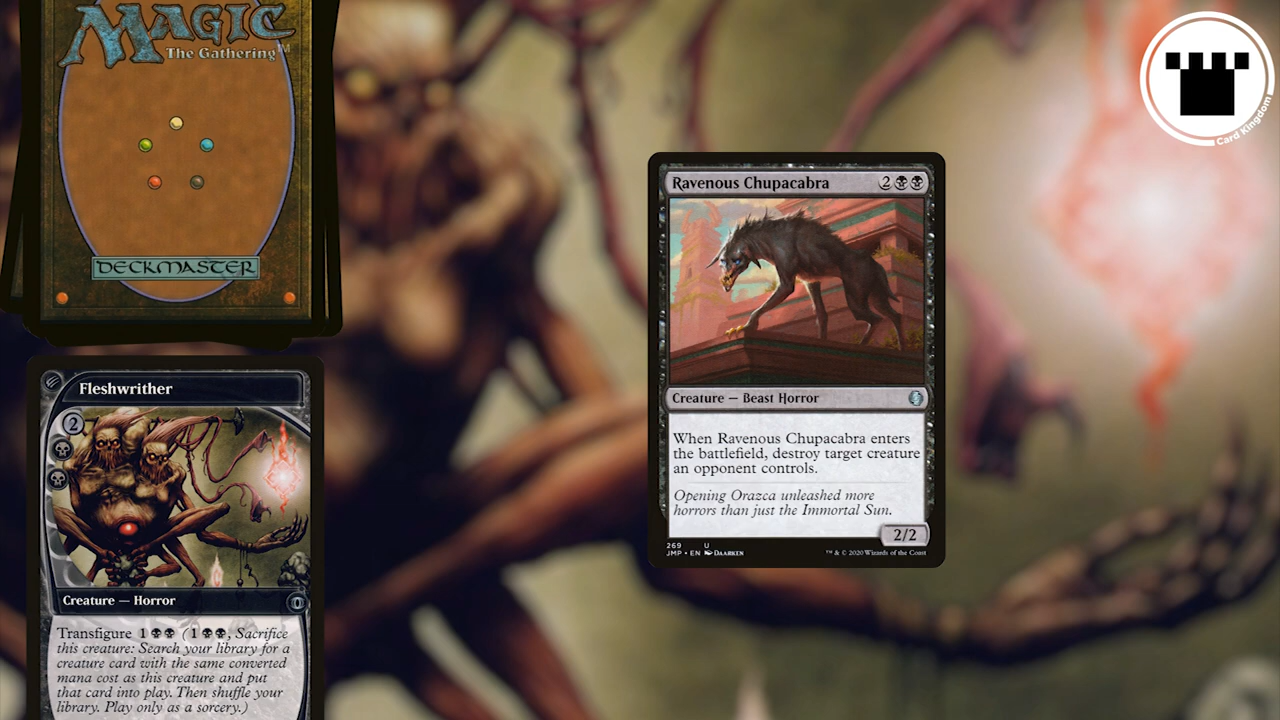 MAGIC
The Gathering™
DECKMASTER
Fleshwrither
2
Creature — Horror
Transfigure 1 (1, Sacrifice
this creature: Search your library for a
creature card with the same converted
mana cost as this creature and put
that card into play. Then shuffle your
library. Play only as a sorcery.)
Ravenous Chupacabra 2
Creature — Beast Horror
When Ravenous Chupacabra enters
the battlefield, destroy target creature
an opponent controls.
Opening Orazca unleashed more
horrors than just the Immortal Sun.
2/2
269 U
JMP • EN DAARKEN ™ & © 2020 Wizards of the Coast
Card Kingdom